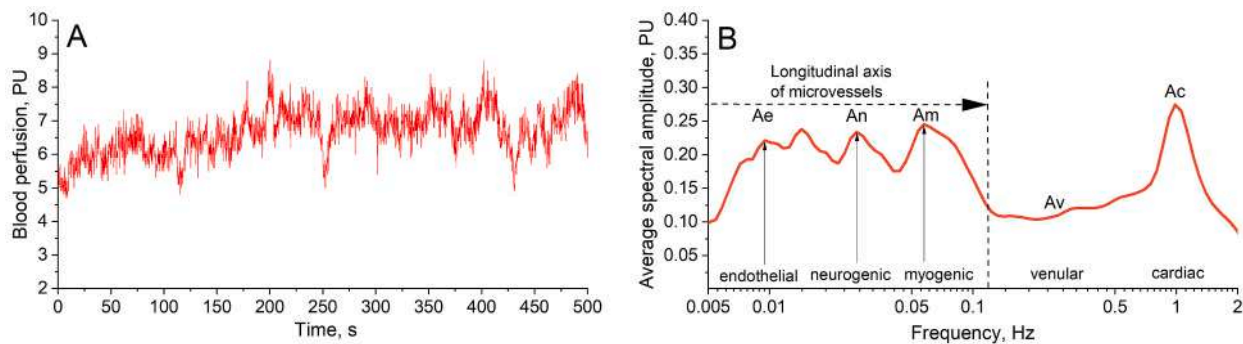 A
Blood perfusion, PU
10
9
8
7
6
5
4
3
2
0 50 100 150 200 250 300 350 400 450 500
Time, s
B
Average spectral amplitude, PU
0.40
0.35
0.30
0.25
0.20
0.15
0.10
0.05
Longitudinal axis
of microvessels
Ae An Am Av Ac
endothelial neurogenic myogenic venular cardiac
0.005 0.01 0.05 0.1 0.5 1 2
Frequency, Hz